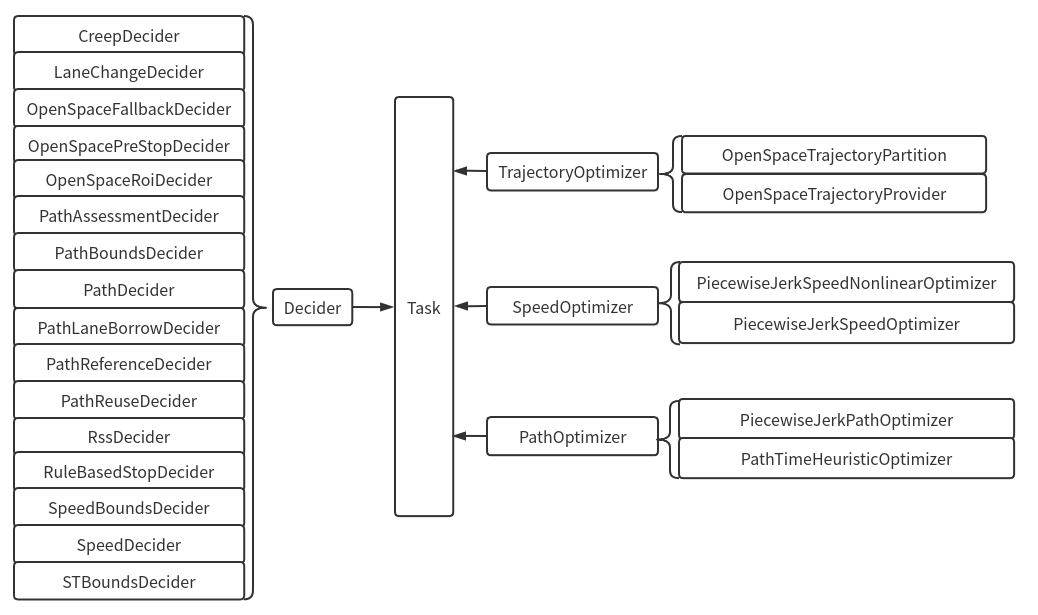 CreepDecider
LaneChangeDecider
OpenSpaceFallbackDecider
OpenSpacePreStopDecider
OpenSpaceRoiDecider
PathAssessmentDecider
PathBoundsDecider
PathDecider
PathLaneBorrowDecider
PathReferenceDecider
PathReuseDecider
RssDecider
RuleBasedStopDecider
SpeedBoundsDecider
SpeedDecider
STBoundsDecider
Decider
Task
TrajectoryOptimizer
OpenSpaceTrajectoryPartition
OpenSpaceTrajectoryProvider
SpeedOptimizer
PiecewiseJerkSpeedNonlinearOptimizer
PiecewiseJerkSpeedOptimizer
PathOptimizer
PiecewiseJerkPathOptimizer
PathTimeHeuristicOptimizer